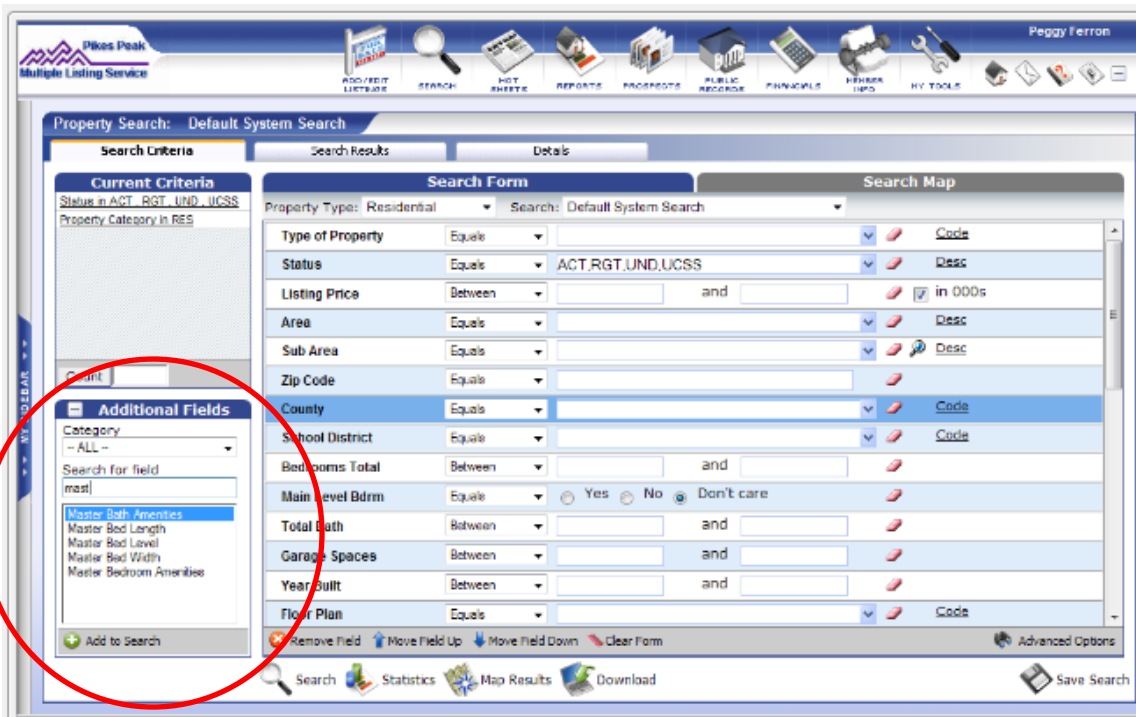 Pikes Peak
Multiple Listing Service
Peggy Ferron
ADD/EDIT LISTINGS
SEARCH
HOT SHEETS
REPORTS
PROSPECTS
PUBLIC RECORDS
FINANCIALS
MEMBER INFO
MY TOOLS
Property Search: Default System Search
Search Criteria Search Results Details
Current Criteria
Status in ACT , RGT , UND , UCSS
Property Category in RES
Count
MY SIDEBAR
Additional Fields
Category
-- ALL --
Search for field
mast
Master Bath Amenities
Master Bed Length
Master Bed Level
Master Bed Width
Master Bedroom Amenities
Add to Search
Search Form Search Map
Property Type: Residential Search: Default System Search
Type of Property Equals Code
Status Equals ACT,RGT,UND,UCSS Desc
Listing Price Between and in 000s
Area Equals Desc
Sub Area Equals Desc
Zip Code Equals
County Equals Code
School District Equals Code
Bedrooms Total Between and
Main Level Bdrm Equals Yes No Don't care
Total Bath Between and
Garage Spaces Between and
Year Built Between and
Floor Plan Equals Code
Remove Field Move Field Up Move Field Down Clear Form Advanced Options
Search Statistics Map Results Download Save Search